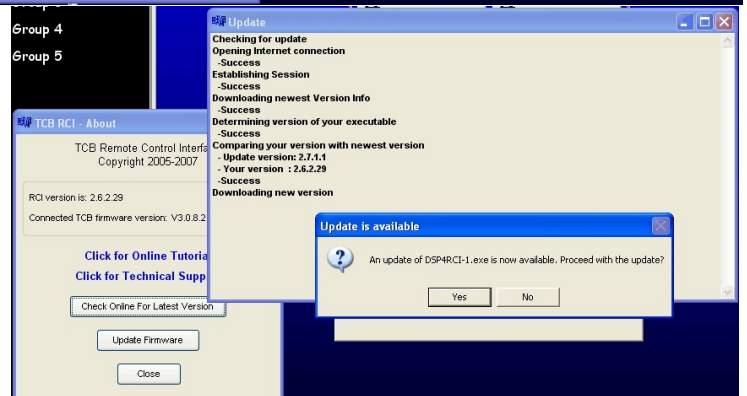 Group 4
Group 5
Update
Checking for update
Opening Internet connection
-Success
Establishing Session
-Success
Downloading newest Version Info
-Success
Determining version of your executable
-Success
Comparing your version with newest version
- Update version: 2.7.1.1
- Your version : 2.6.2.29
-Success
Downloading new version
TCB RCI - About
TCB Remote Control
Copyright 2005-2007
RCI version is: 2.6.2.29
Connected TCB firmware version: V3.0.8.2
Click for Online
Click for Technical
Check Online For Latest Version
Update Firmware
Close
Update is available
An update of DSP4RCI-1.exe is now available. Proceed with the update?
Yes
No